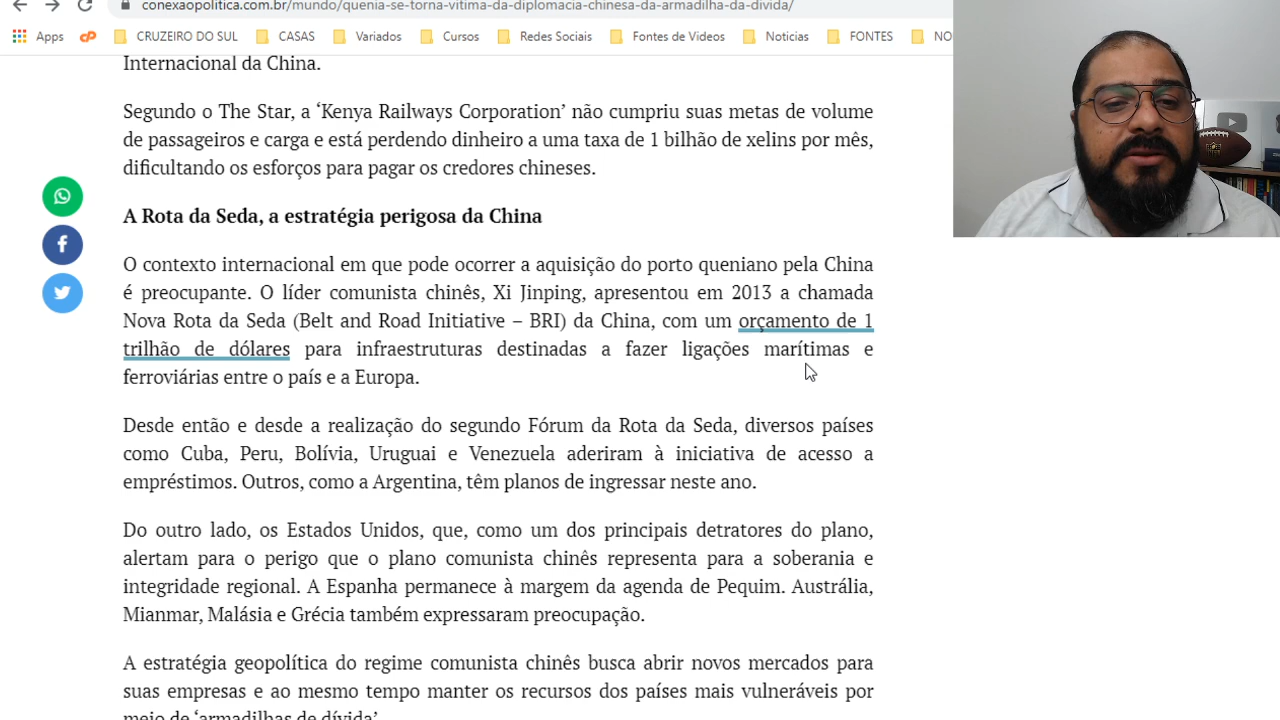 conexaopolitica.com.br/mundo/quenia-se-torna-vitima-da-diplomacia-chinesa-da-armadilha-da-divida/
Apps CRUZEIRO DO SUL CASAS Variados Cursos Redes Sociais Fontes de Videos Noticias FONTES NO
Internacional da China.
Segundo o The Star, a ‘Kenya Railways Corporation’ não cumpriu suas metas de volume
de passageiros e carga e está perdendo dinheiro a uma taxa de 1 bilhão de xelins por mês,
dificultando os esforços para pagar os credores chineses.
A Rota da Seda, a estratégia perigosa da China
O contexto internacional em que pode ocorrer a aquisição do porto queniano pela China
é preocupante. O líder comunista chinês, Xi Jinping, apresentou em 2013 a chamada
Nova Rota da Seda (Belt and Road Initiative – BRI) da China, com um orçamento de 1
trilhão de dólares para infraestruturas destinadas a fazer ligações marítimas e
ferroviárias entre o país e a Europa.
Desde então e desde a realização do segundo Fórum da Rota da Seda, diversos países
como Cuba, Peru, Bolívia, Uruguai e Venezuela aderiram à iniciativa de acesso a
empréstimos. Outros, como a Argentina, têm planos de ingressar neste ano.
Do outro lado, os Estados Unidos, que, como um dos principais detratores do plano,
alertam para o perigo que o plano comunista chinês representa para a soberania e
integridade regional. A Espanha permanece à margem da agenda de Pequim. Austrália,
Mianmar, Malásia e Grécia também expressaram preocupação.
A estratégia geopolítica do regime comunista chinês busca abrir novos mercados para
suas empresas e ao mesmo tempo manter os recursos dos países mais vulneráveis por
meio de ‘armadilhas de dívida’.